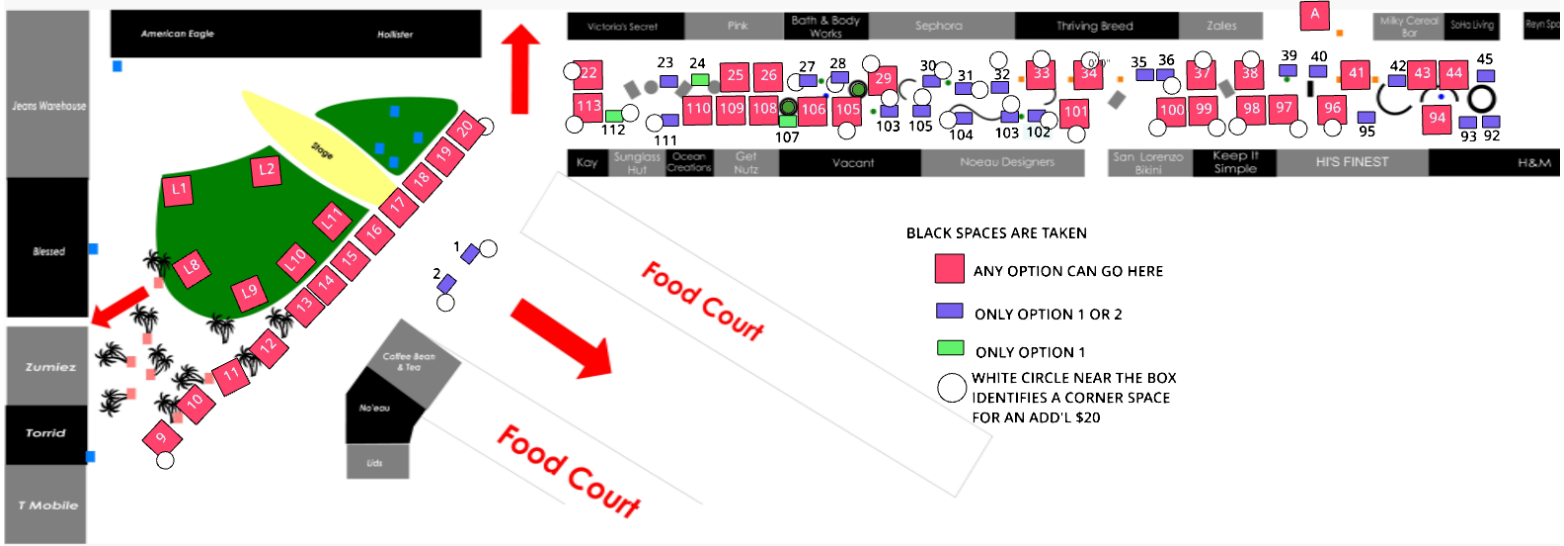 American Eagle
Hollister
Jeans Warehouse
Blessed
Zumiez
Torrid
T Mobile
Stage
L1
L2
L8
L9
L10
L11
9
10
11
12
13
14
15
16
17
18
19
20
1
2
Coffee Bean
& Tea
No'eau
Lids
Food Court
Food Court
Victoria's Secret
Pink
Bath & Body
Works
Sephora
Thriving Breed
Zales
A
Milky Cereal
Bar
SoHa Living
22
23
24
25
26
27
28
29
30
31
32
33
34
0'-0"
35
36
37
38
39
40
41
42
43
44
45
113
112
111
110
109
108
107
106
105
103
105
104
103
102
101
100
99
98
97
96
95
94
93
92
Kay
Sunglass
Hut
Ocean
Creations
Get
Nutz
Vacant
Noeau Designers
San Lorenzo
Bikini
Keep It
Simple
HI'S FINEST
H&M
BLACK SPACES ARE TAKEN
ANY OPTION CAN GO HERE
ONLY OPTION 1 OR 2
ONLY OPTION 1
WHITE CIRCLE NEAR THE BOX
IDENTIFIES A CORNER SPACE
FOR AN ADD'L $20